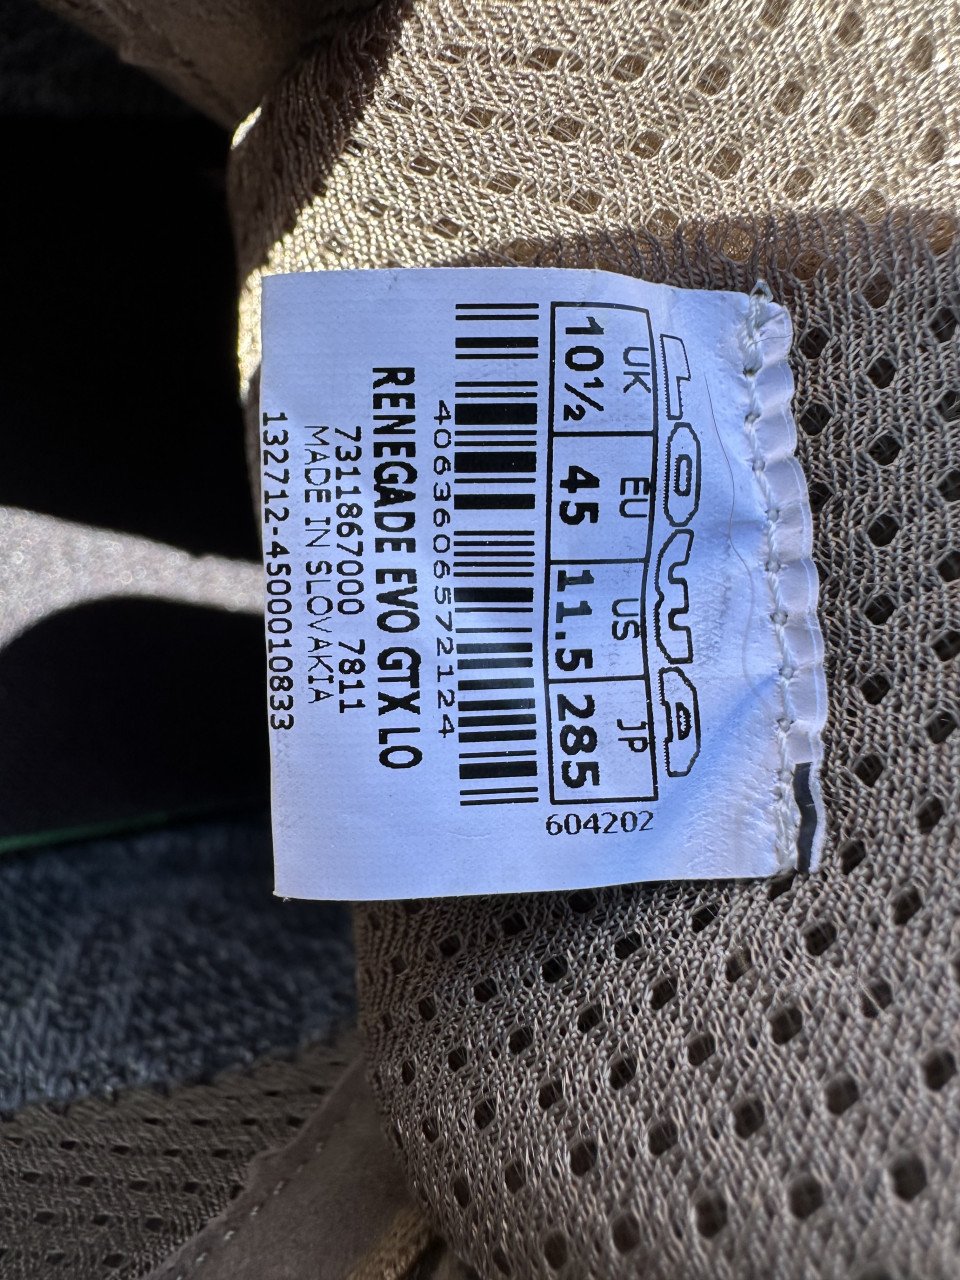 LOWA
UK EU US JP
10½ 45 11.5 285
604202
4063606572124
RENEGADE EVO GTX LO
7311867000 7811
MADE IN SLOVAKIA
132712-4500010833